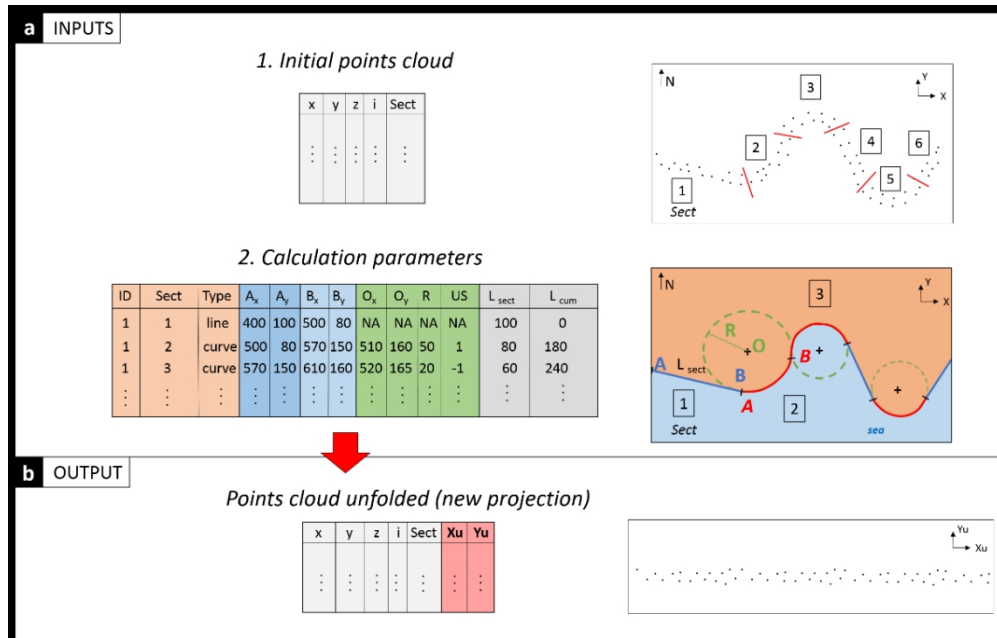 a INPUTS
1. Initial points cloud
x y z i Sect
⋮ ⋮ ⋮ ⋮ ⋮
N
Y
X
1
Sect
2
3
4
5
6
2. Calculation parameters
ID Sect Type Ax Ay Bx By Ox Oy R US L sect L cum
1 1 line 400 100 500 80 NA NA NA NA 100 0
1 2 curve 500 80 570 150 510 160 50 1 80 180
1 3 curve 570 150 610 160 520 165 20 -1 60 240
⋮ ⋮ ⋮ ⋮ ⋮ ⋮ ⋮ ⋮ ⋮ ⋮ ⋮ ⋮ ⋮
N
Y
X
3
R
O
A
L sect
B
B
A
1
Sect
2
sea
b OUTPUT
Points cloud unfolded (new projection)
x y z i Sect Xu Yu
⋮ ⋮ ⋮ ⋮ ⋮ ⋮ ⋮
Yu
Xu